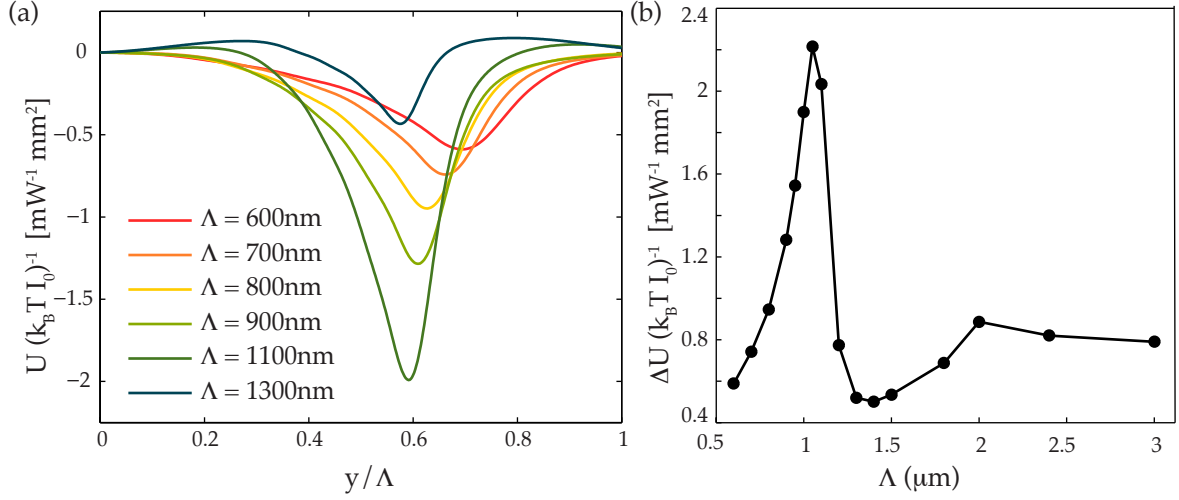 (a)
0
−0.5
−1
−1.5
−2
U (k_B T I_0)^-1 [mW^-1 mm^2]
Λ = 600nm
Λ = 700nm
Λ = 800nm
Λ = 900nm
Λ = 1100nm
Λ = 1300nm
0 0.2 0.4 0.6 0.8 1
y/Λ
(b)
2.4
2
1.6
1.2
0.8
0.4
ΔU (k_B T I_0)^-1 [mW^-1 mm^2]
0.5 1 1.5 2 2.5 3
Λ (μm)